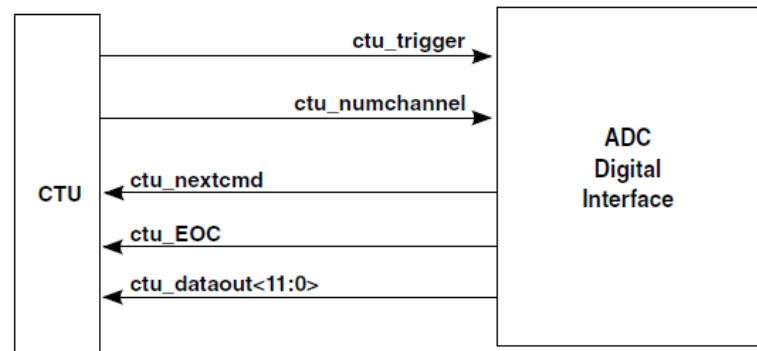 ctu_trigger
ctu_numchannel
ctu_nextcmd
ctu_EOC
ctu_dataout<11:0>
CTU
ADC
Digital
Interface